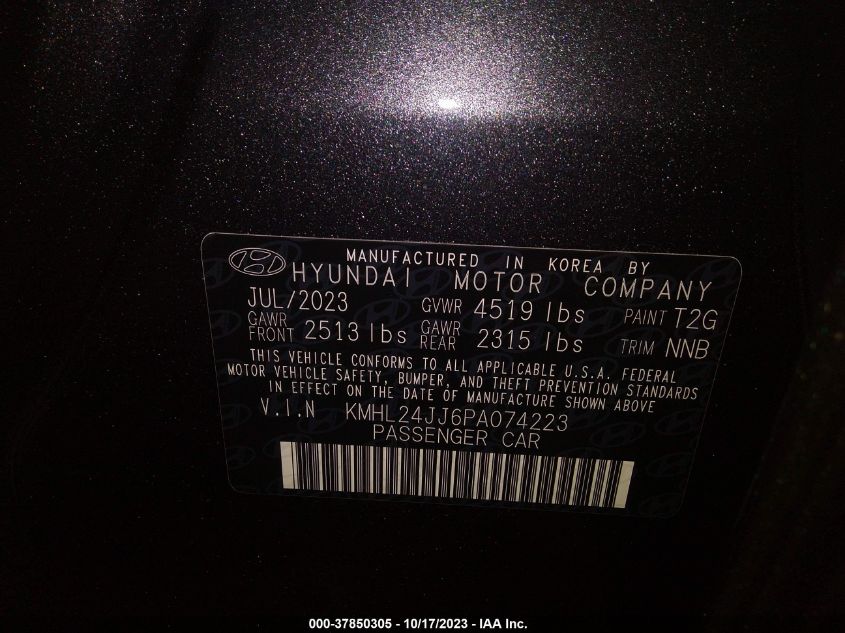 MANUFACTURED IN KOREA BY
HYUNDAI MOTOR COMPANY
JUL/2023 GVWR 4519 lbs PAINT T2G
GAWR FRONT 2513 lbs GAWR REAR 2315 lbs TRIM NNB
THIS VEHICLE CONFORMS TO ALL APPLICABLE U.S.A. FEDERAL
MOTOR VEHICLE SAFETY, BUMPER, AND THEFT PREVENTION STANDARDS
IN EFFECT ON THE DATE OF MANUFACTURE SHOWN ABOVE
V.I.N KMHL24JJ6PA074223
PASSENGER CAR
000-37850305 - 10/17/2023 - IAA Inc.